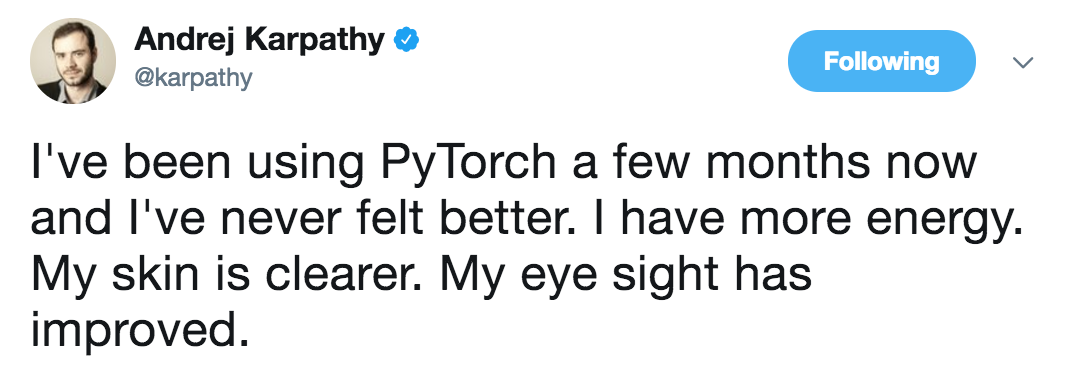 Andrej Karpathy
@karpathy
Following
I've been using PyTorch a few months now
and I've never felt better. I have more energy.
My skin is clearer. My eye sight has
improved.